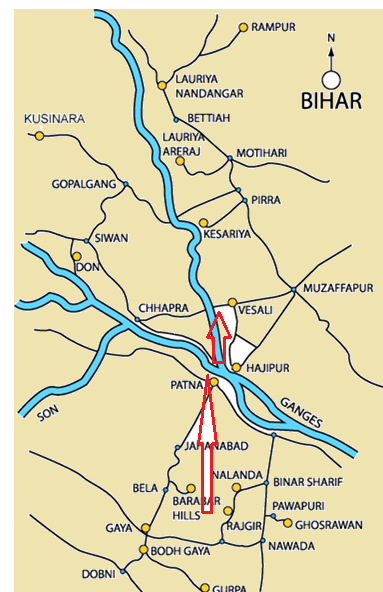 RAMPUR
N
LAURIYA
NANDANGAR
BIHAR
BETTIAH
KUSINARA
LAURIYA
ARERAJ
MOTIHARI
GOPALGANG
PIRRA
KESARIYA
SIWAN
DON
MUZAFFAPUR
VESALI
CHHAPRA
HAJIPUR
PATNA
GANGES
SON
JAHANABAD
NALANDA
BINAR SHARIF
BELA
BARABAR
HILLS
PAWAPURI
GHOSRAWAN
GAYA
RAJGIR
NAWADA
BODH GAYA
DOBNI
GURPA